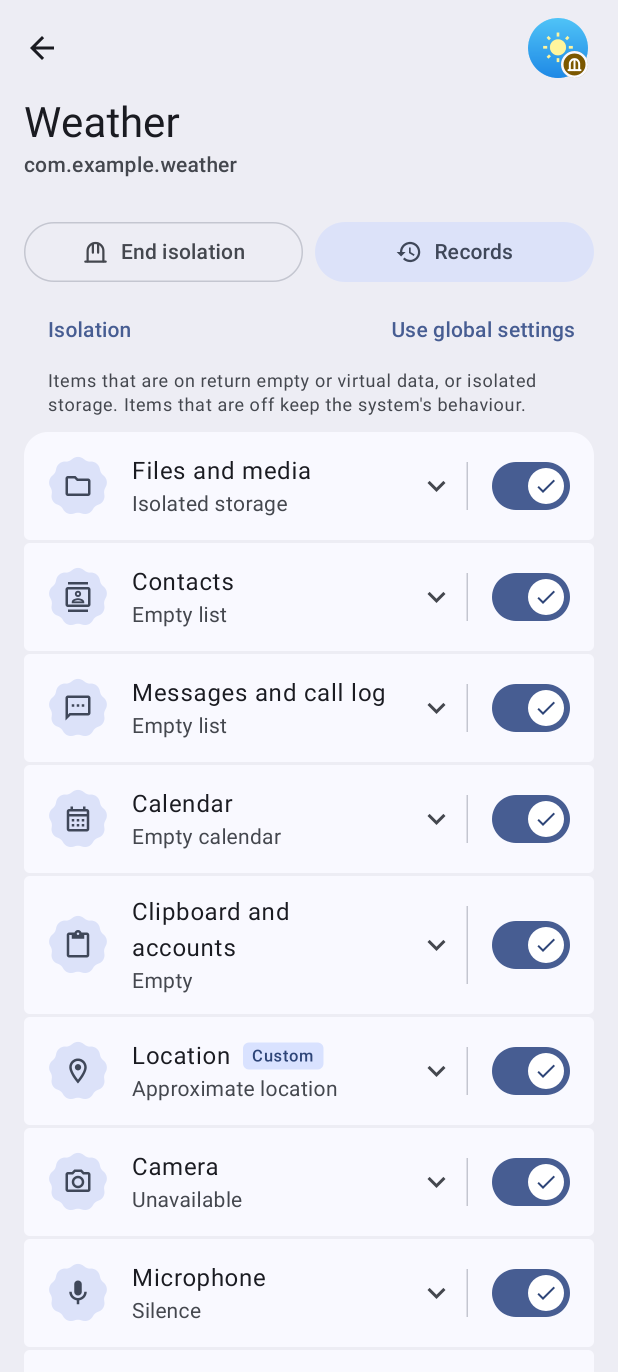 Weather
com.example.weather
End isolation
Records
Isolation
Use global settings
Items that are on return empty or virtual data, or isolated
storage. Items that are off keep the system's behaviour.
Files and media
Isolated storage
Contacts
Empty list
Messages and call log
Empty list
Calendar
Empty calendar
Clipboard and
accounts
Empty
Location
Custom
Approximate location
Camera
Unavailable
Microphone
Silence